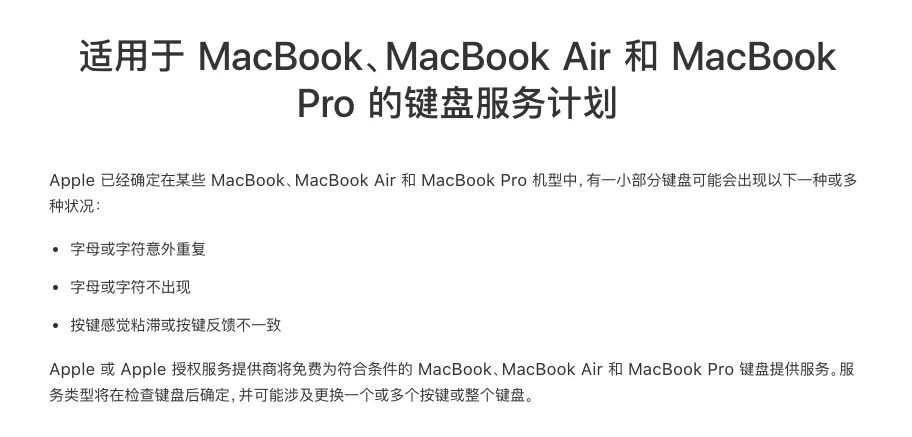 适用于 MacBook、MacBook Air 和 MacBook
Pro 的键盘服务计划
Apple 已经确定在某些 MacBook、MacBook Air 和 MacBook Pro 机型中，有一小部分键盘可能会出现以下一种或多
种状况：
• 字母或字符意外重复
• 字母或字符不出现
• 按键感觉粘滞或按键反馈不一致
Apple 或 Apple 授权服务提供商将免费为符合条件的 MacBook、MacBook Air 和 MacBook Pro 键盘提供服务。服
务类型将在检查键盘后确定，并可能涉及更换一个或多个按键或整个键盘。